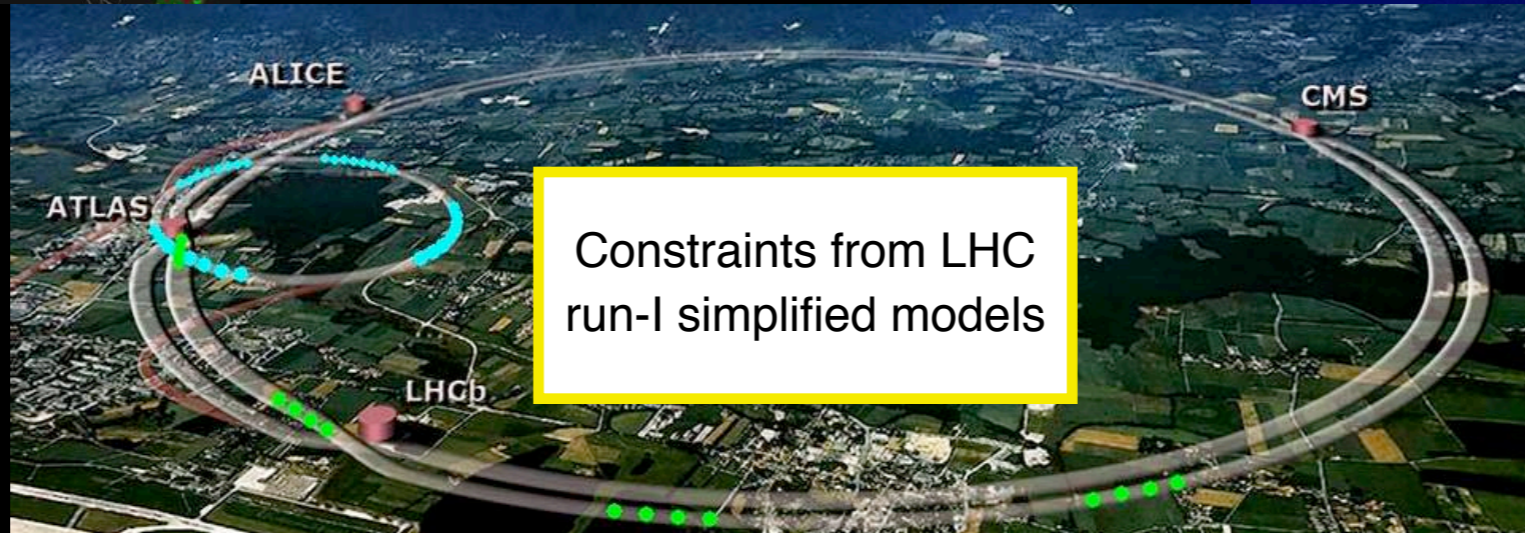 ALICE
CMS
ATLAS
Constraints from LHC
run-I simplified models
LHCb